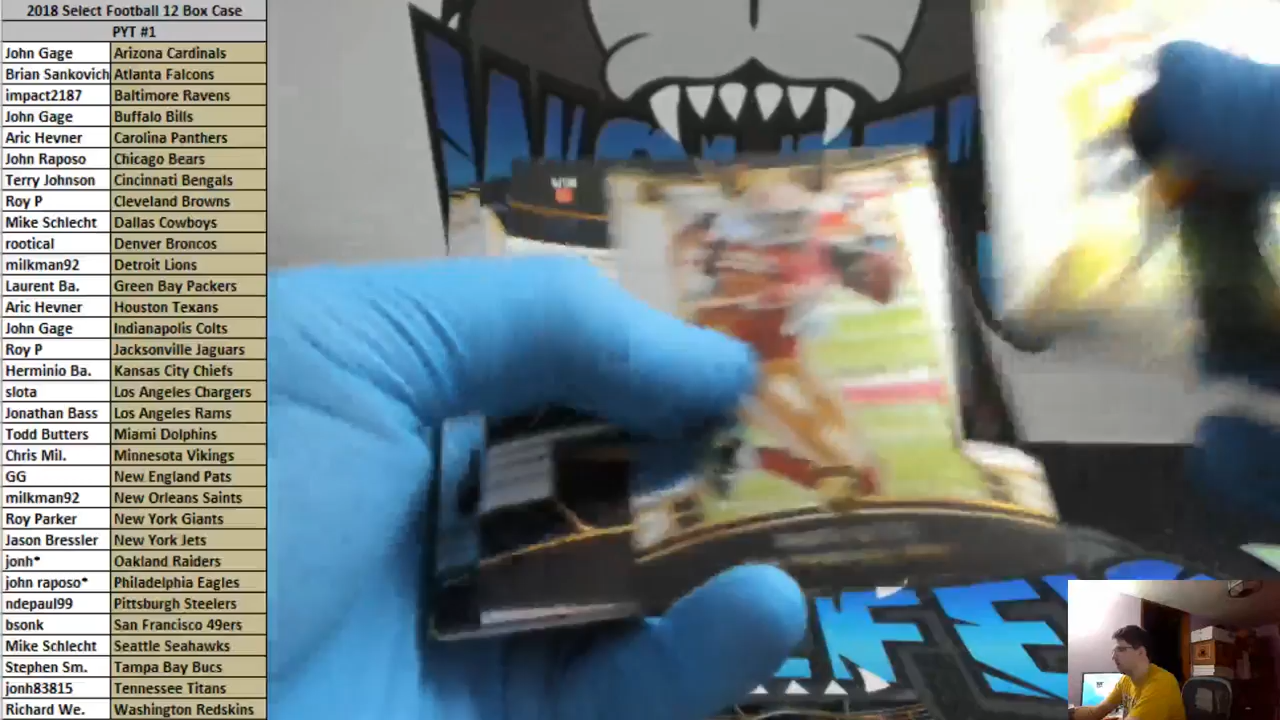 2018 Select Football 12 Box Case
PYT #1
John Gage Arizona Cardinals
Brian Sankovich Atlanta Falcons
impact2187 Baltimore Ravens
John Gage Buffalo Bills
Aric Hevner Carolina Panthers
John Raposo Chicago Bears
Terry Johnson Cincinnati Bengals
Roy P Cleveland Browns
Mike Schlecht Dallas Cowboys
rootical Denver Broncos
milkman92 Detroit Lions
Laurent Ba. Green Bay Packers
Aric Hevner Houston Texans
John Gage Indianapolis Colts
Roy P Jacksonville Jaguars
Herminio Ba. Kansas City Chiefs
slota Los Angeles Chargers
Jonathan Bass Los Angeles Rams
Todd Butters Miami Dolphins
Chris Mil. Minnesota Vikings
GG New England Pats
milkman92 New Orleans Saints
Roy Parker New York Giants
Jason Bressler New York Jets
jonh* Oakland Raiders
john raposo* Philadelphia Eagles
ndepaul99 Pittsburgh Steelers
bsonk San Francisco 49ers
Mike Schlecht Seattle Seahawks
Stephen Sm. Tampa Bay Bucs
jonh83815 Tennessee Titans
Richard We. Washington Redskins